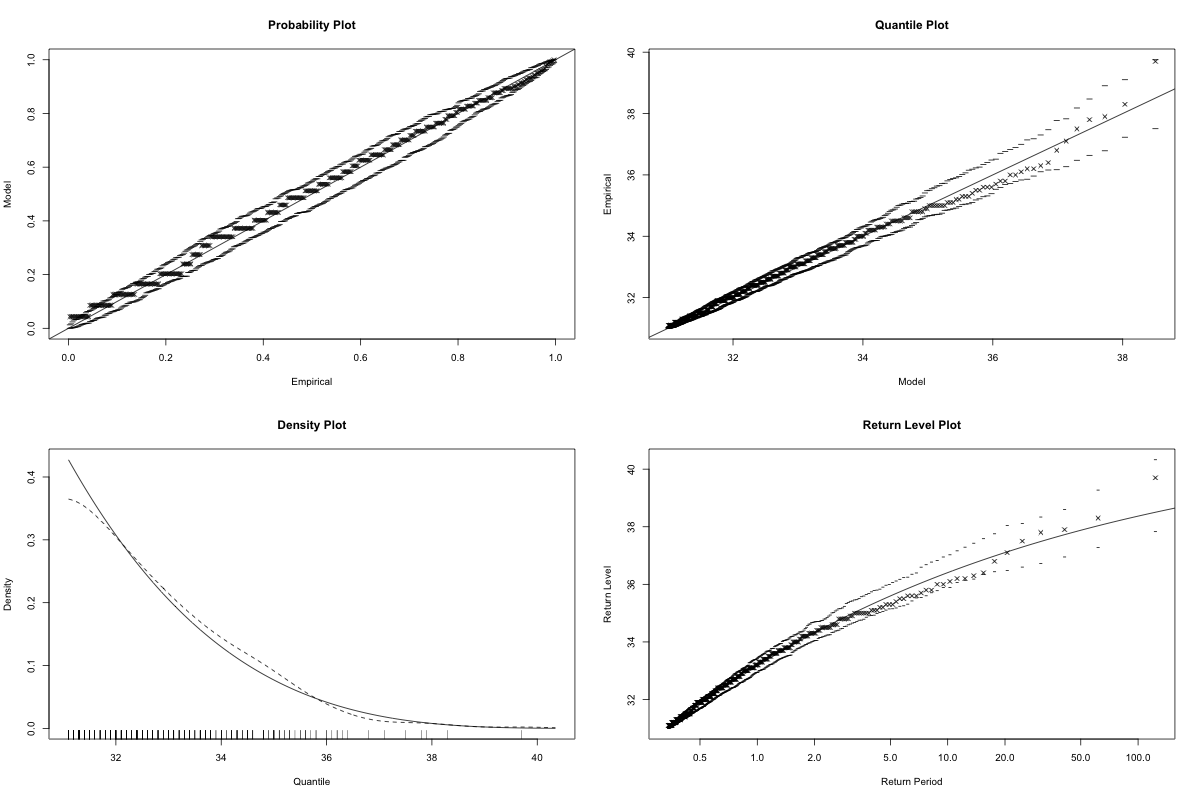 Probability Plot
Model
1.0
0.8
0.6
0.4
0.2
0.0
0.0 0.2 0.4 0.6 0.8 1.0
Empirical
Quantile Plot
Empirical
40
38
36
34
32
32 34 36 38
Model
Density Plot
Density
0.4
0.3
0.2
0.1
0.0
32 34 36 38 40
Quantile
Return Level Plot
Return Level
40
38
36
34
32
0.5 1.0 2.0 5.0 10.0 20.0 50.0 100.0
Return Period